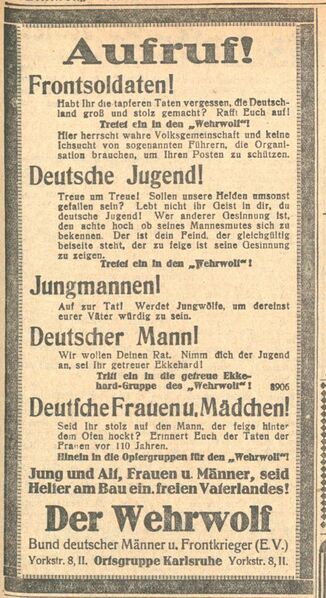 Aufruf!
Frontsoldaten!
Habt Ihr die tapferen Taten vergessen, die Deutsch-
land groß und stolz gemacht? Rafft Euch auf!
Tretet ein in den „Wehrwolf"!
Hier herrscht wahre Volksgemeinschaft und keine
Ichsucht von sogenannten Führern, die Organi-
sation brauchen, um Ihren Posten zu schützen.
Deutsche Jugend!
Treue um Treue! Sollen unsere Helden umsonst
gefallen sein? Lebt nicht ihr Geist in dir, du
deutsche Jugend! Wer anderer Gesinnung ist,
den achte hoch ob seines Mannesmutes sich zu
bekennen. Der ist dein Feind, der gleichgültig
beiseite steht, der zu feige ist seine Gesinnung
zu zeigen.
Tretet ein in den „Wehrwolf"!
Jungmannen!
Auf zur Tat! Werdet Jungwölfe, um dereinst
eurer Väter würdig zu sein.
Deutscher Mann!
Wir wollen Deinen Rat. Nimm dich der Jugend
an, sei ihr getreuer Ekkehard!
Tritt ein in die getreue Ekke-
hard-Gruppe des „Wehrwolf"! 8906
Deutsche Frauen u. Mädchen!
Seid Ihr stolz auf den Mann, der feige hinter
dem Ofen hockt? Erinnert Euch der Taten der
Frauen vor 110 Jahren.
Hinein in die Opfergruppen für den „Wehrwolf"!
Jung und Alt, Frauen u. Männer, seid
Helfer am Bau ein. freien Vaterlandes!
Der Wehrwolf
Bund deutscher Männer u. Frontkrieger (E.V.)
Yorkstr. 8, II. Ortsgruppe Karlsruhe Yorkstr. 8, II.